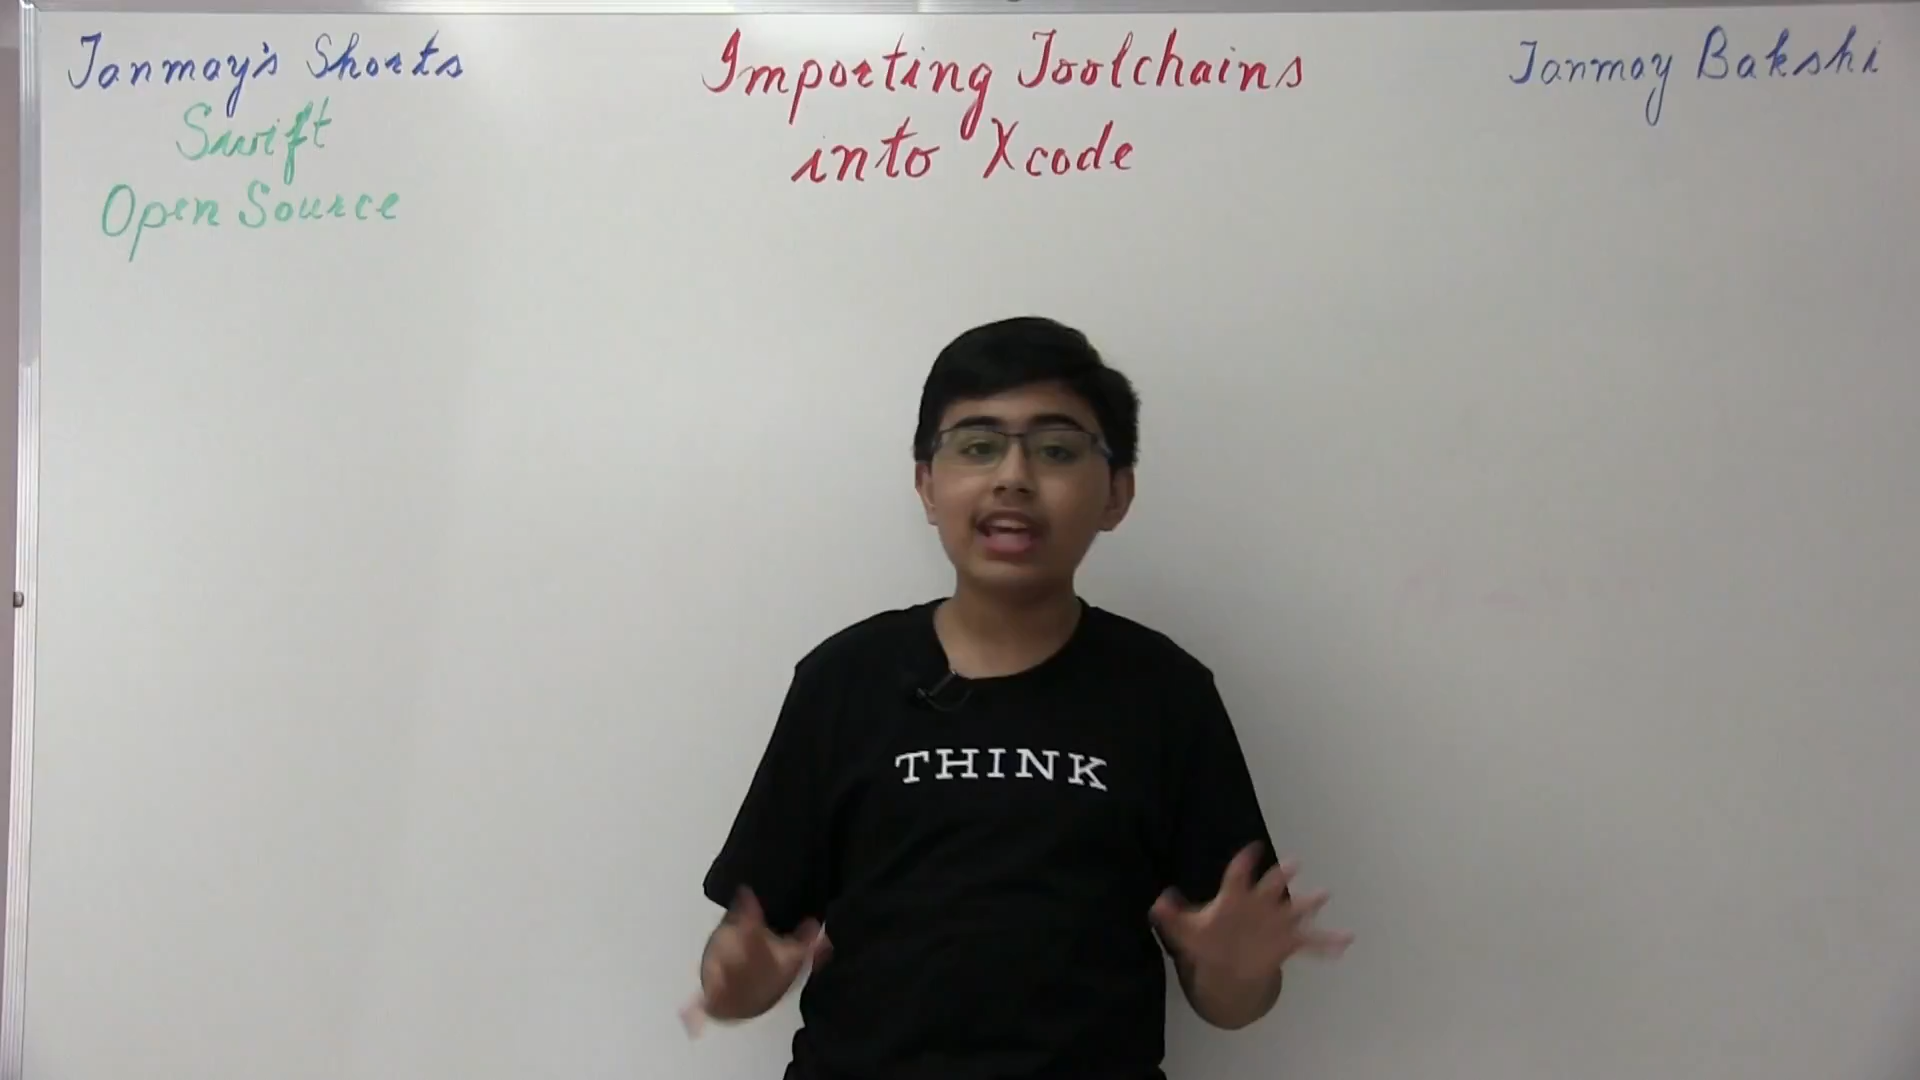 Tanmay's Shorts
Swift
Open Source
Importing Toolchains
into Xcode
Tanmay Bakshi
THINK